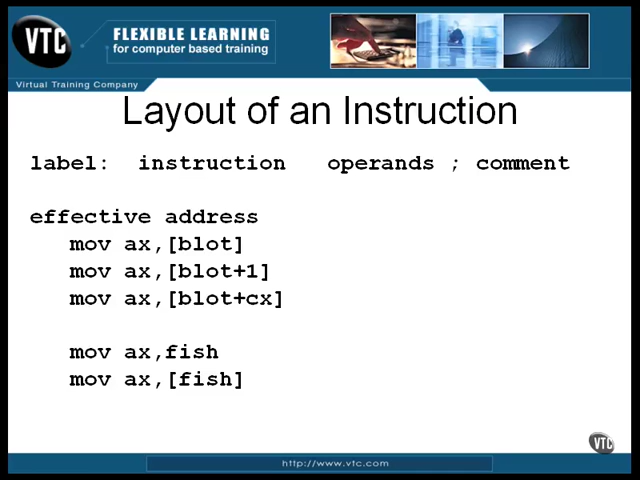 VTC
FLEXIBLE LEARNING
for computer based training
Virtual Training Company
Layout of an Instruction
label: instruction operands ; comment
effective address
mov ax,[blot]
mov ax,[blot+1]
mov ax,[blot+cx]
mov ax,fish
mov ax,[fish]
VTC
http://www.vtc.com